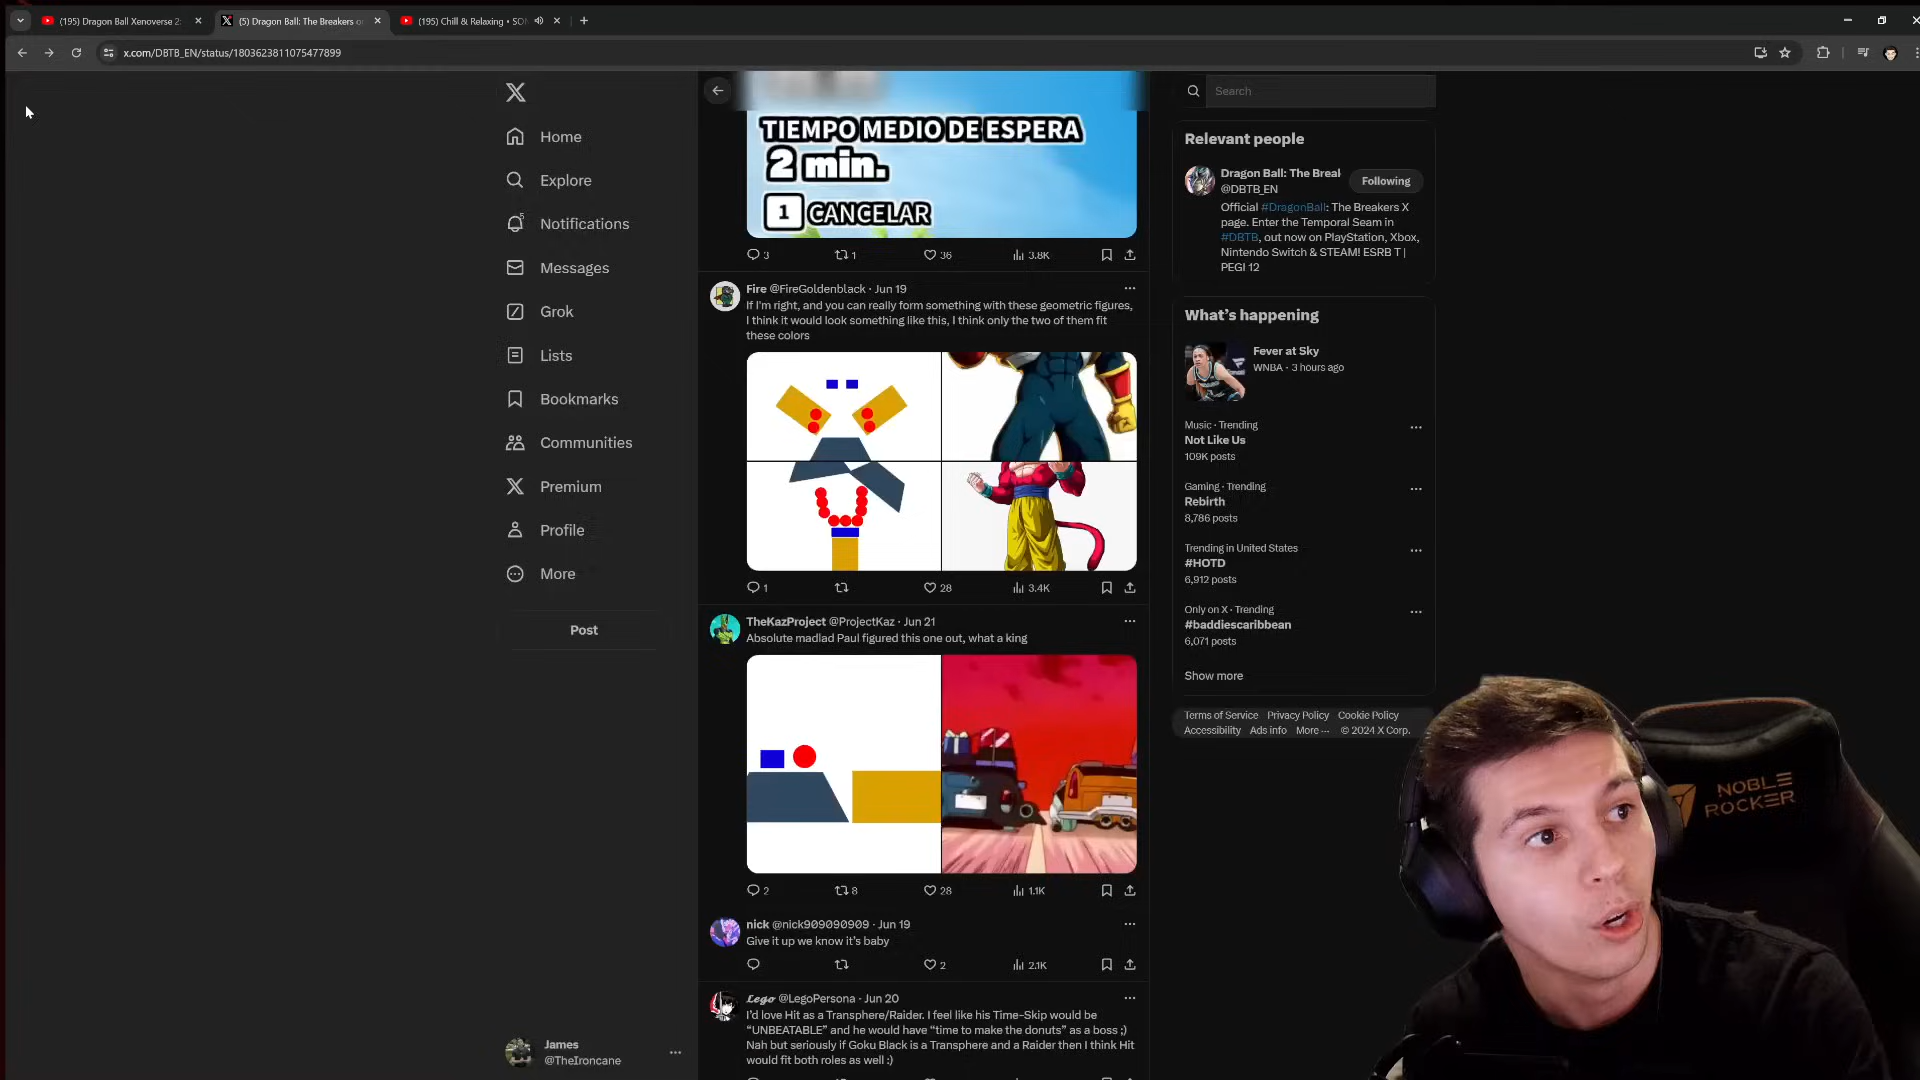 (195) Dragon Ball Xenoverse 2:
(5) Dragon Ball: The Breakers o
(195) Chill & Relaxing • SON
x.com/DBTB_EN/status/1803623811075477899
Home
Explore
5
Notifications
Messages
Grok
Lists
Bookmarks
Communities
Premium
Profile
More
Post
James
@TheIroncane
TIEMPO MEDIO DE ESPERA
2 min.
1 CANCELAR
3 1 36 3.8K
Fire @FireGoldenblack · Jun 19
If I'm right, and you can really form something with these geometric figures,
I think it would look something like this, I think only the two of them fit
these colors
1 28 3.4K
TheKazProject @ProjectKaz · Jun 21
Absolute madlad Paul figured this one out, what a king
2 8 28 1.1K
nick @nick909090909 · Jun 19
Give it up we know it's baby
2 2.1K
Lego @LegoPersona · Jun 20
I'd love Hit as a Transphere/Raider. I feel like his Time-Skip would be
"UNBEATABLE" and he would have "time to make the donuts" as a boss ;)
Nah but seriously if Goku Black is a Transphere and a Raider then I think Hit
would fit both roles as well :)
Search
Relevant people
Dragon Ball: The Breal
@DBTB_EN
Following
Official #DragonBall: The Breakers X
page. Enter the Temporal Seam in
#DBTB, out now on PlayStation, Xbox,
Nintendo Switch & STEAM! ESRB T |
PEGI 12
What's happening
Fever at Sky
WNBA · 3 hours ago
Music · Trending
Not Like Us
109K posts
Gaming · Trending
Rebirth
8,786 posts
Trending in United States
#HOTD
6,912 posts
Only on X · Trending
#baddiescaribbean
6,071 posts
Show more
Terms of Service Privacy Policy Cookie Policy
Accessibility Ads info More ··· © 2024 X Corp.
NOBLE
ROCKER